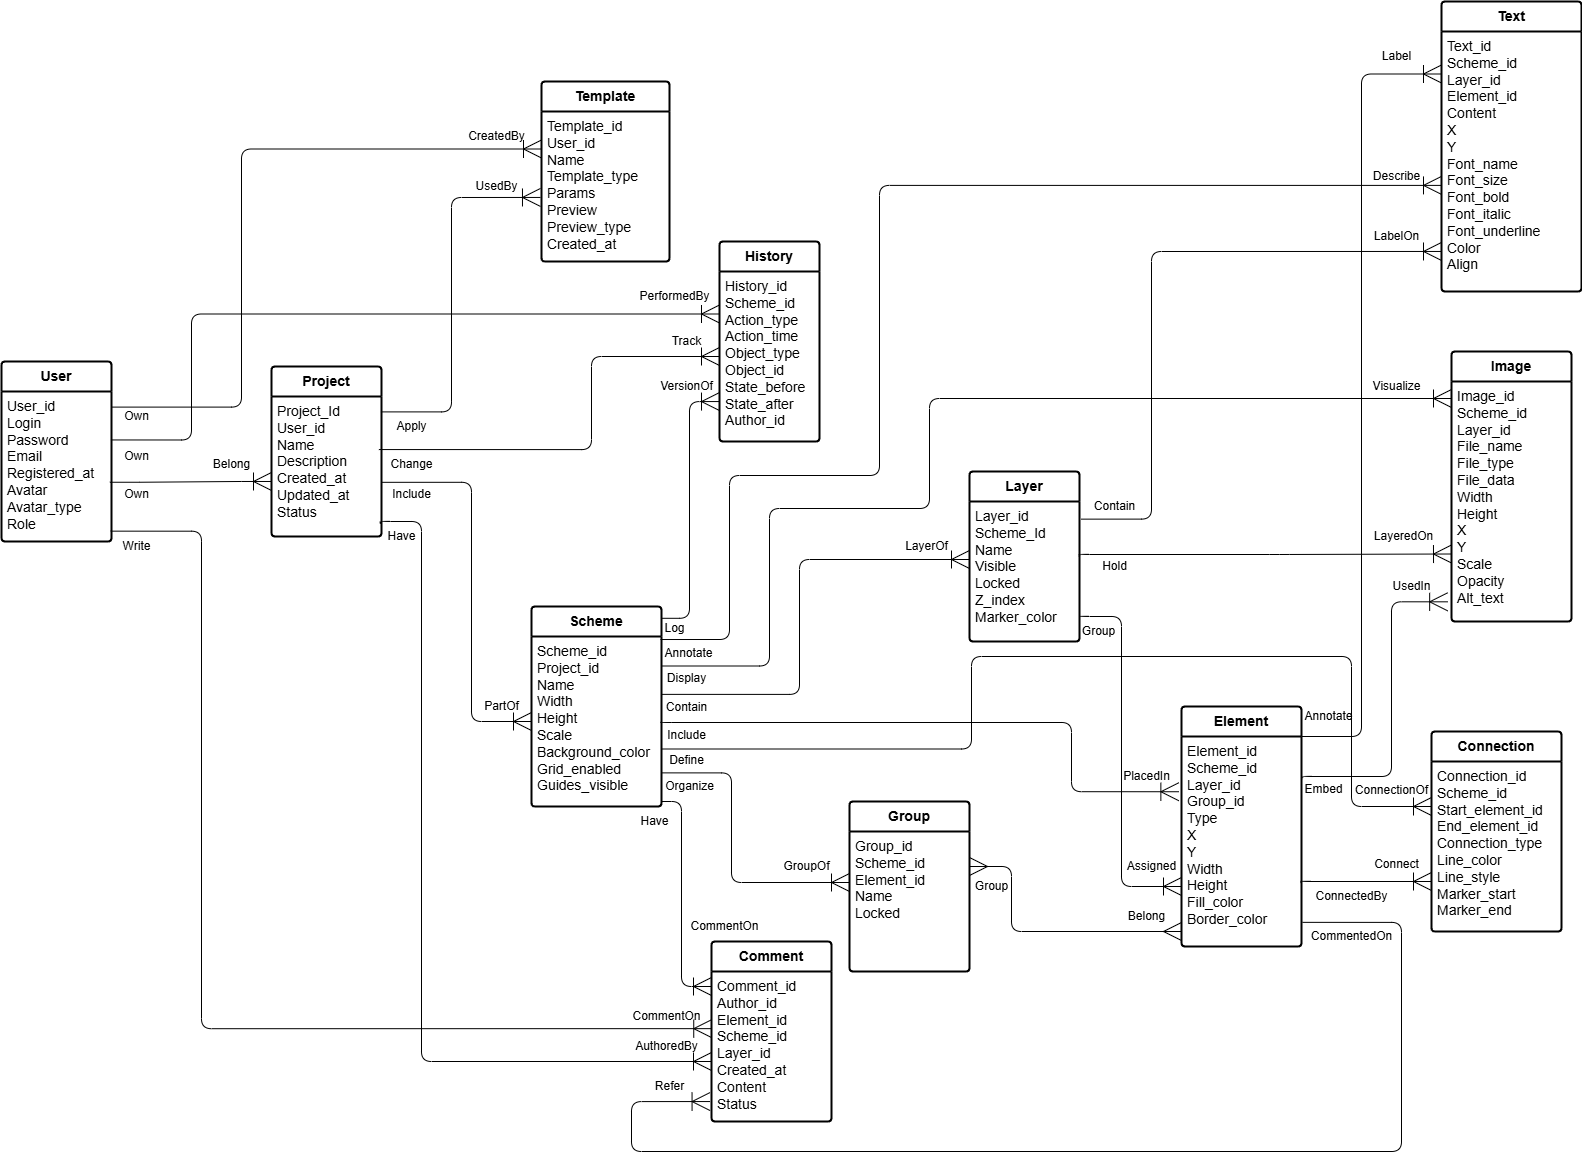 Text
Text_id
Scheme_id
Layer_id
Element_id
Content
X
Y
Font_name
Font_size
Font_bold
Font_italic
Font_underline
Color
Align
Label
Describe
LabelOn
Template
Template_id
User_id
Name
Template_type
Params
Preview
Preview_type
Created_at
CreatedBy
UsedBy
History
History_id
Scheme_id
Action_type
Action_time
Object_type
Object_id
State_before
State_after
Author_id
PerformedBy
Track
VersionOf
User
User_id
Login
Password
Email
Registered_at
Avatar
Avatar_type
Role
Own
Own
Own
Write
Belong
Project
Project_Id
User_id
Name
Description
Created_at
Updated_at
Status
Apply
Change
Include
Have
Image
Image_id
Scheme_id
Layer_id
File_name
File_type
File_data
Width
Height
X
Y
Scale
Opacity
Alt_text
Visualize
LayeredOn
UsedIn
Layer
Layer_id
Scheme_Id
Name
Visible
Locked
Z_index
Marker_color
LayerOf
Contain
Hold
Group
Scheme
Scheme_id
Project_id
Name
Width
Height
Scale
Background_color
Grid_enabled
Guides_visible
PartOf
Log
Annotate
Display
Contain
Include
Define
Organize
Have
Element
Element_id
Scheme_id
Layer_id
Group_id
Type
X
Y
Width
Height
Fill_color
Border_color
PlacedIn
Assigned
Belong
Annotate
Embed
ConnectedBy
CommentedOn
Connection
Connection_id
Scheme_id
Start_element_id
End_element_id
Connection_type
Line_color
Line_style
Marker_start
Marker_end
ConnectionOf
Connect
Group
Group_id
Scheme_id
Element_id
Name
Locked
GroupOf
Group
Comment
Comment_id
Author_id
Element_id
Scheme_id
Layer_id
Created_at
Content
Status
CommentOn
CommentOn
AuthoredBy
Refer